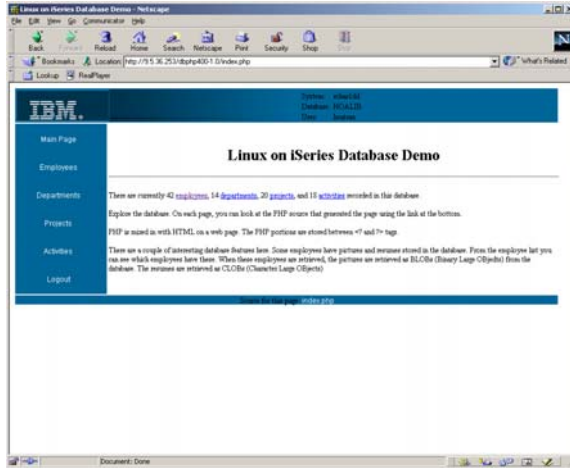 Linux on iSeries Database Demo - Netscape
File Edit View Go Communicator Help
Back Forward Reload Home Search Netscape Print Security Shop Stop
Bookmarks Location: http://9.5.36.253/dbphp400-1.0/index.php What's Related
Lookup RealPlayer
System
Database
User
IBM.
Main Page
Employees
Departments
Projects
Activities
Logout
Linux on iSeries Database Demo
There are currently 42 employees, 14 departments, 20 projects, and 18 activities recorded in this database.
Explore the database. On each page, you can look at the PHP source that generated the page using the link at the bottom.
PHP is mixed in with HTML on a web page. The PHP portions are stored between <? and ?> tags.
There are a couple of interesting database features here. Some employees have pictures and resumes stored in the database. From the employee list you
can see which employees have these. When these employees are retrieved, the pictures are retrieved as BLOBs (Binary Large OBjects) from the
database. The resumes are retrieved as CLOBs (Character Large OBjects)
Source for this page: index.php
Document: Done